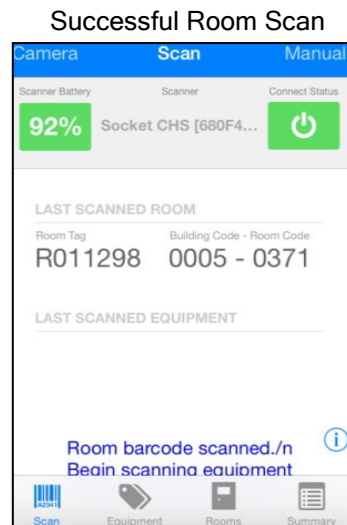 Successful Room Scan
Camera Scan Manual
Scanner Battery Scanner Connect Status
92% Socket CHS [680F4...
LAST SCANNED ROOM
Room Tag Building Code - Room Code
R011298 0005 - 0371
LAST SCANNED EQUIPMENT
Room barcode scanned./n
Begin scanning equipment
Scan Equipment Rooms Summary